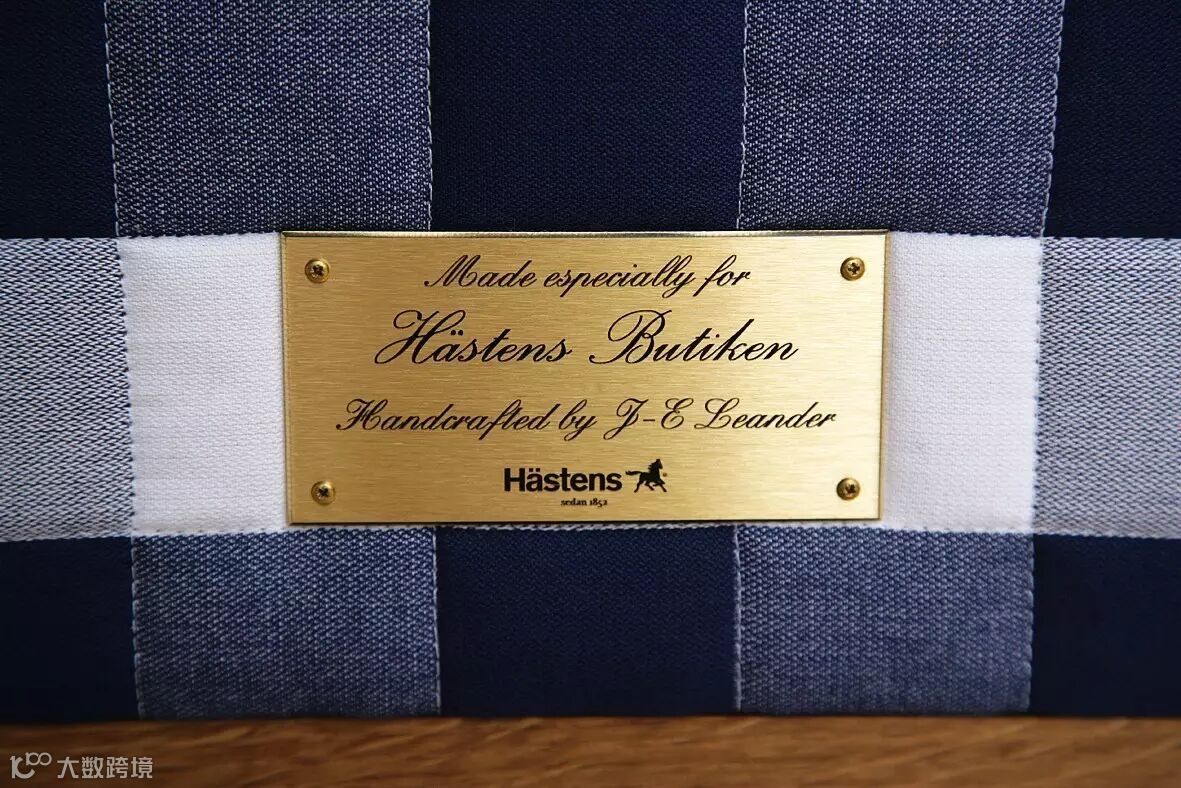 Made especially for
Hästens Butiken
Handcrafted by J-E Leander
Hästens
sedan 1852
大数跨境